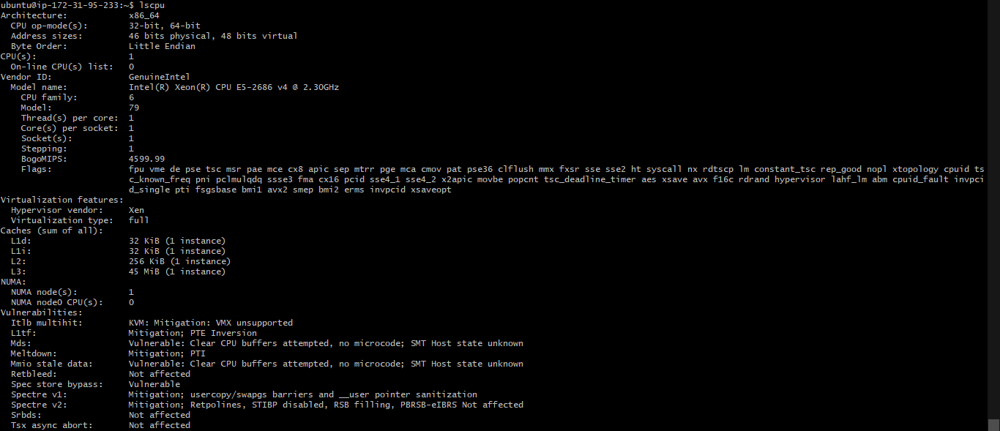 ubuntu@ip-172-31-95-233:~$ lscpu
Architecture:            x86_64
  CPU op-mode(s):        32-bit, 64-bit
  Address sizes:         46 bits physical, 48 bits virtual
  Byte Order:            Little Endian
CPU(s):                  1
  On-line CPU(s) list:   0
Vendor ID:               GenuineIntel
  Model name:            Intel(R) Xeon(R) CPU E5-2686 v4 @ 2.30GHz
    CPU family:          6
    Model:               79
    Thread(s) per core:  1
    Core(s) per socket:  1
    Socket(s):           1
    Stepping:            1
    BogoMIPS:            4599.99
    Flags:               fpu vme de pse tsc msr pae mce cx8 apic sep mtrr pge mca cmov pat pse36 clflush mmx fxsr sse sse2 ht syscall nx rdtscp lm constant_tsc rep_good nopl xtopology cpuid ts
                         c_known_freq pni pclmulqdq ssse3 fma cx16 pcid sse4_1 sse4_2 x2apic movbe popcnt tsc_deadline_timer aes xsave avx f16c rdrand hypervisor lahf_lm abm cpuid_fault invpci
                         d_single pti fsgsbase bmi1 avx2 smep bmi2 erms invpcid xsaveopt
Virtualization features:
  Hypervisor vendor:     Xen
  Virtualization type:   full
Caches (sum of all):
  L1d:                   32 KiB (1 instance)
  L1i:                   32 KiB (1 instance)
  L2:                    256 KiB (1 instance)
  L3:                    45 MiB (1 instance)
NUMA:
  NUMA node(s):          1
  NUMA node0 CPU(s):     0
Vulnerabilities:
  Itlb multihit:         KVM: Mitigation: VMX unsupported
  L1tf:                  Mitigation; PTE Inversion
  Mds:                   Vulnerable: Clear CPU buffers attempted, no microcode; SMT Host state unknown
  Meltdown:              Mitigation; PTI
  Mmio stale data:       Vulnerable: Clear CPU buffers attempted, no microcode; SMT Host state unknown
  Retbleed:              Not affected
  Spec store bypass:     Vulnerable
  Spectre v1:            Mitigation; usercopy/swapgs barriers and __user pointer sanitization
  Spectre v2:            Mitigation; Retpolines, STIBP disabled, RSB filling, PBRSB-eIBRS Not affected
  Srbds:                 Not affected
  Tsx async abort:       Not affected